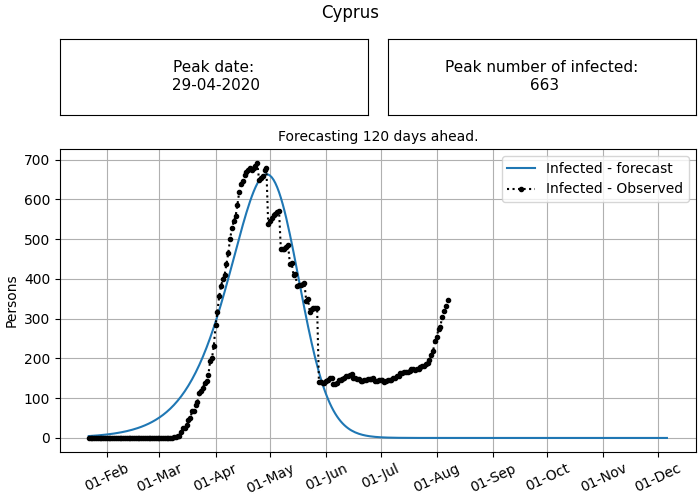 Cyprus
Peak date:
29-04-2020
Peak number of infected:
663
Forecasting 120 days ahead.
Infected - forecast
Infected - Observed
Persons
700
600
500
400
300
200
100
0
01-Feb
01-Mar
01-Apr
01-May
01-Jun
01-Jul
01-Aug
01-Sep
01-Oct
01-Nov
01-Dec